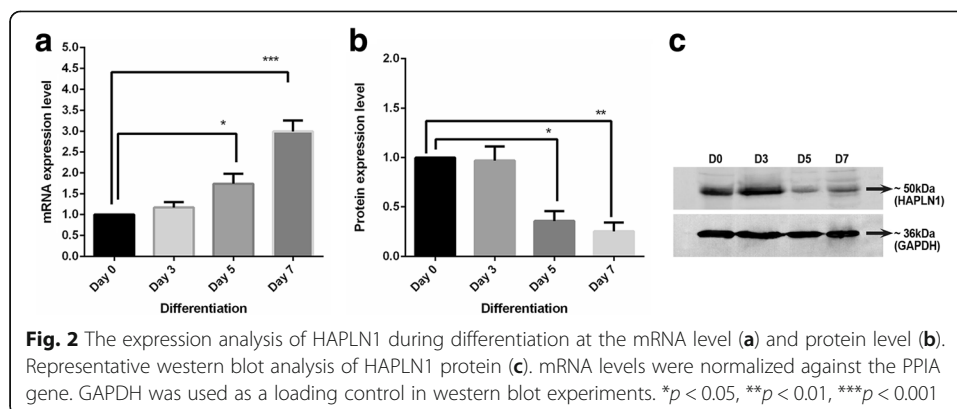 a
5.0
4.5
4.0
3.5
3.0
2.5
2.0
1.5
1.0
0.5
0.0
mRNA expression level
***
*
Day 0
Day 3
Day 5
Day 7
Differentiation
b
2.0
1.5
1.0
0.5
0.0
Protein expression level
**
*
Day 0
Day 3
Day 5
Day 7
Differentiation
c
D0 D3 D5 D7
~ 50kDa
(HAPLN1)
~ 36kDa
(GAPDH)
Fig. 2 The expression analysis of HAPLN1 during differentiation at the mRNA level (a) and protein level (b).
Representative western blot analysis of HAPLN1 protein (c). mRNA levels were normalized against the PPIA
gene. GAPDH was used as a loading control in western blot experiments. *p < 0.05, **p < 0.01, ***p < 0.001